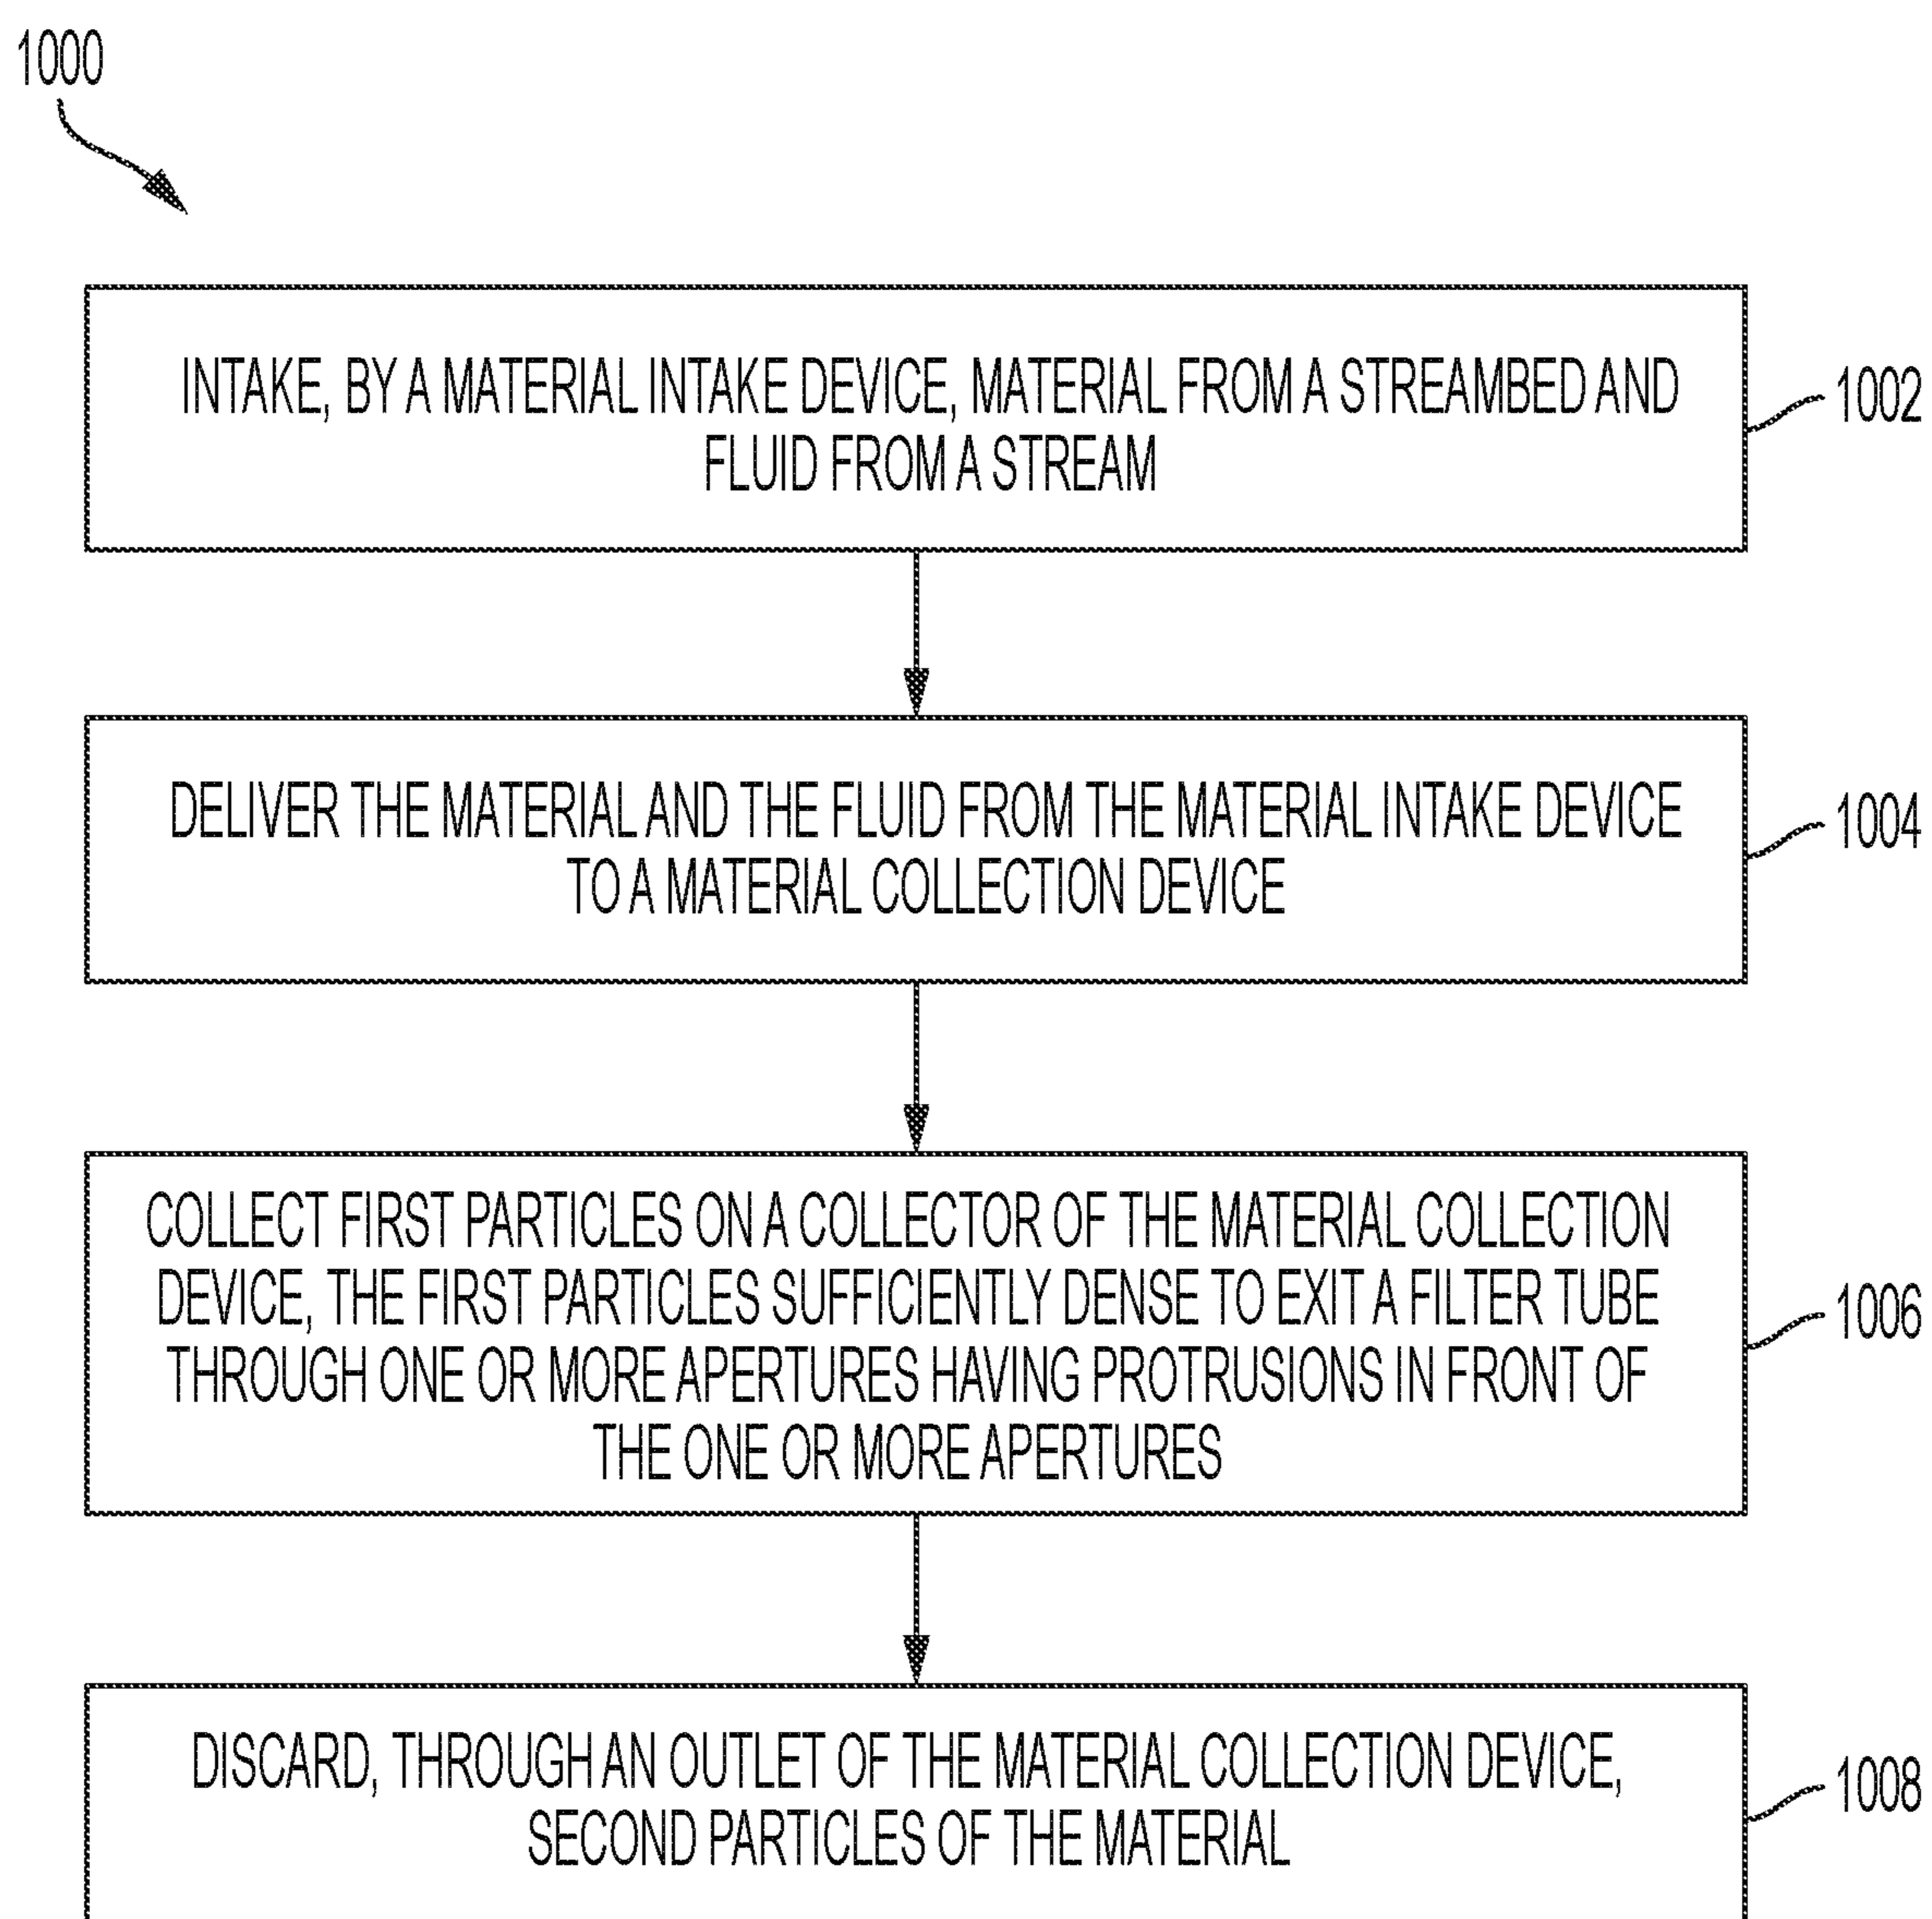 1000
INTAKE, BY A MATERIAL INTAKE DEVICE, MATERIAL FROM A STREAMBED AND
FLUID FROM A STREAM
1002
DELIVER THE MATERIAL AND THE FLUID FROM THE MATERIAL INTAKE DEVICE
TO A MATERIAL COLLECTION DEVICE
1004
COLLECT FIRST PARTICLES ON A COLLECTOR OF THE MATERIAL COLLECTION
DEVICE, THE FIRST PARTICLES SUFFICIENTLY DENSE TO EXIT A FILTER TUBE
THROUGH ONE OR MORE APERTURES HAVING PROTRUSIONS IN FRONT OF
THE ONE OR MORE APERTURES
1006
DISCARD, THROUGH AN OUTLET OF THE MATERIAL COLLECTION DEVICE,
SECOND PARTICLES OF THE MATERIAL
1008